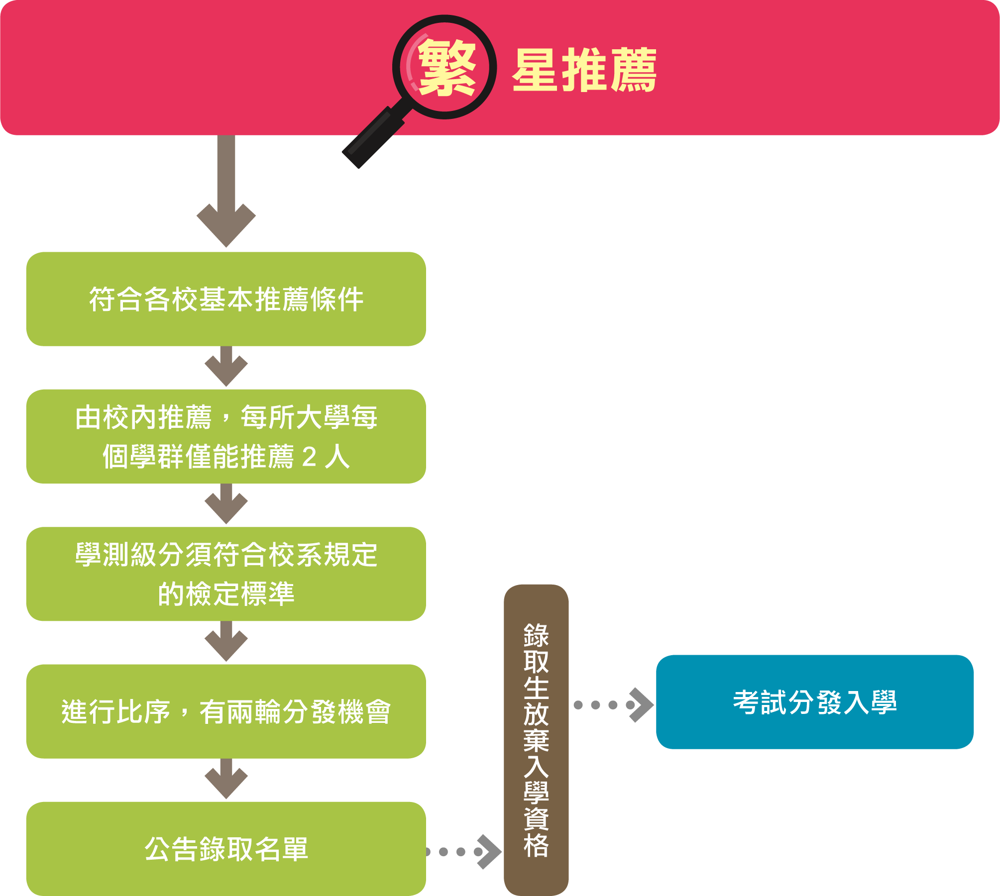 繁星推薦
符合各校基本推薦條件
由校內推薦，每所大學每
個學群僅能推薦 2 人
學測級分須符合校系規定
的檢定標準
進行比序，有兩輪分發機會
公告錄取名單
錄取生放棄入學資格
考試分發入學